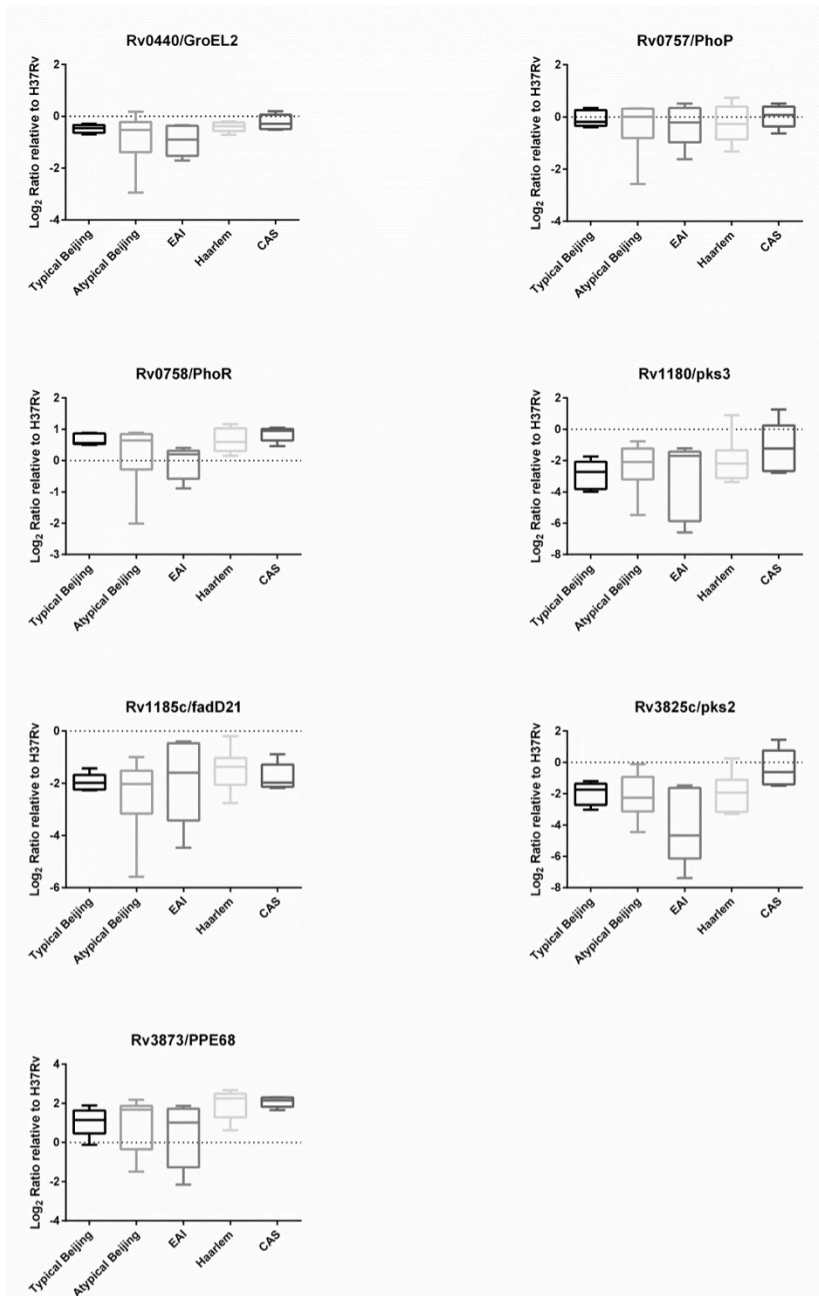 Rv0440/GroEL2
Log2 Ratio relative to H37Rv
2
0
-2
-4
Typical Beijing
Atypical Beijing
EAI
Haarlem
CAS
Rv0757/PhoP
Log2 Ratio relative to H37Rv
2
0
-2
-4
Typical Beijing
Atypical Beijing
EAI
Haarlem
CAS
Rv0758/PhoR
Log2 Ratio relative to H37Rv
2
1
0
-1
-2
-3
Typical Beijing
Atypical Beijing
EAI
Haarlem
CAS
Rv1180/pks3
Log2 Ratio relative to H37Rv
2
0
-2
-4
-6
-8
Typical Beijing
Atypical Beijing
EAI
Haarlem
CAS
Rv1185c/fadD21
Log2 Ratio relative to H37Rv
0
-2
-4
-6
Typical Beijing
Atypical Beijing
EAI
Haarlem
CAS
Rv3825c/pks2
Log2 Ratio relative to H37Rv
2
0
-2
-4
-6
-8
Typical Beijing
Atypical Beijing
EAI
Haarlem
CAS
Rv3873/PPE68
Log2 Ratio relative to H37Rv
4
2
0
-2
-4
Typical Beijing
Atypical Beijing
EAI
Haarlem
CAS